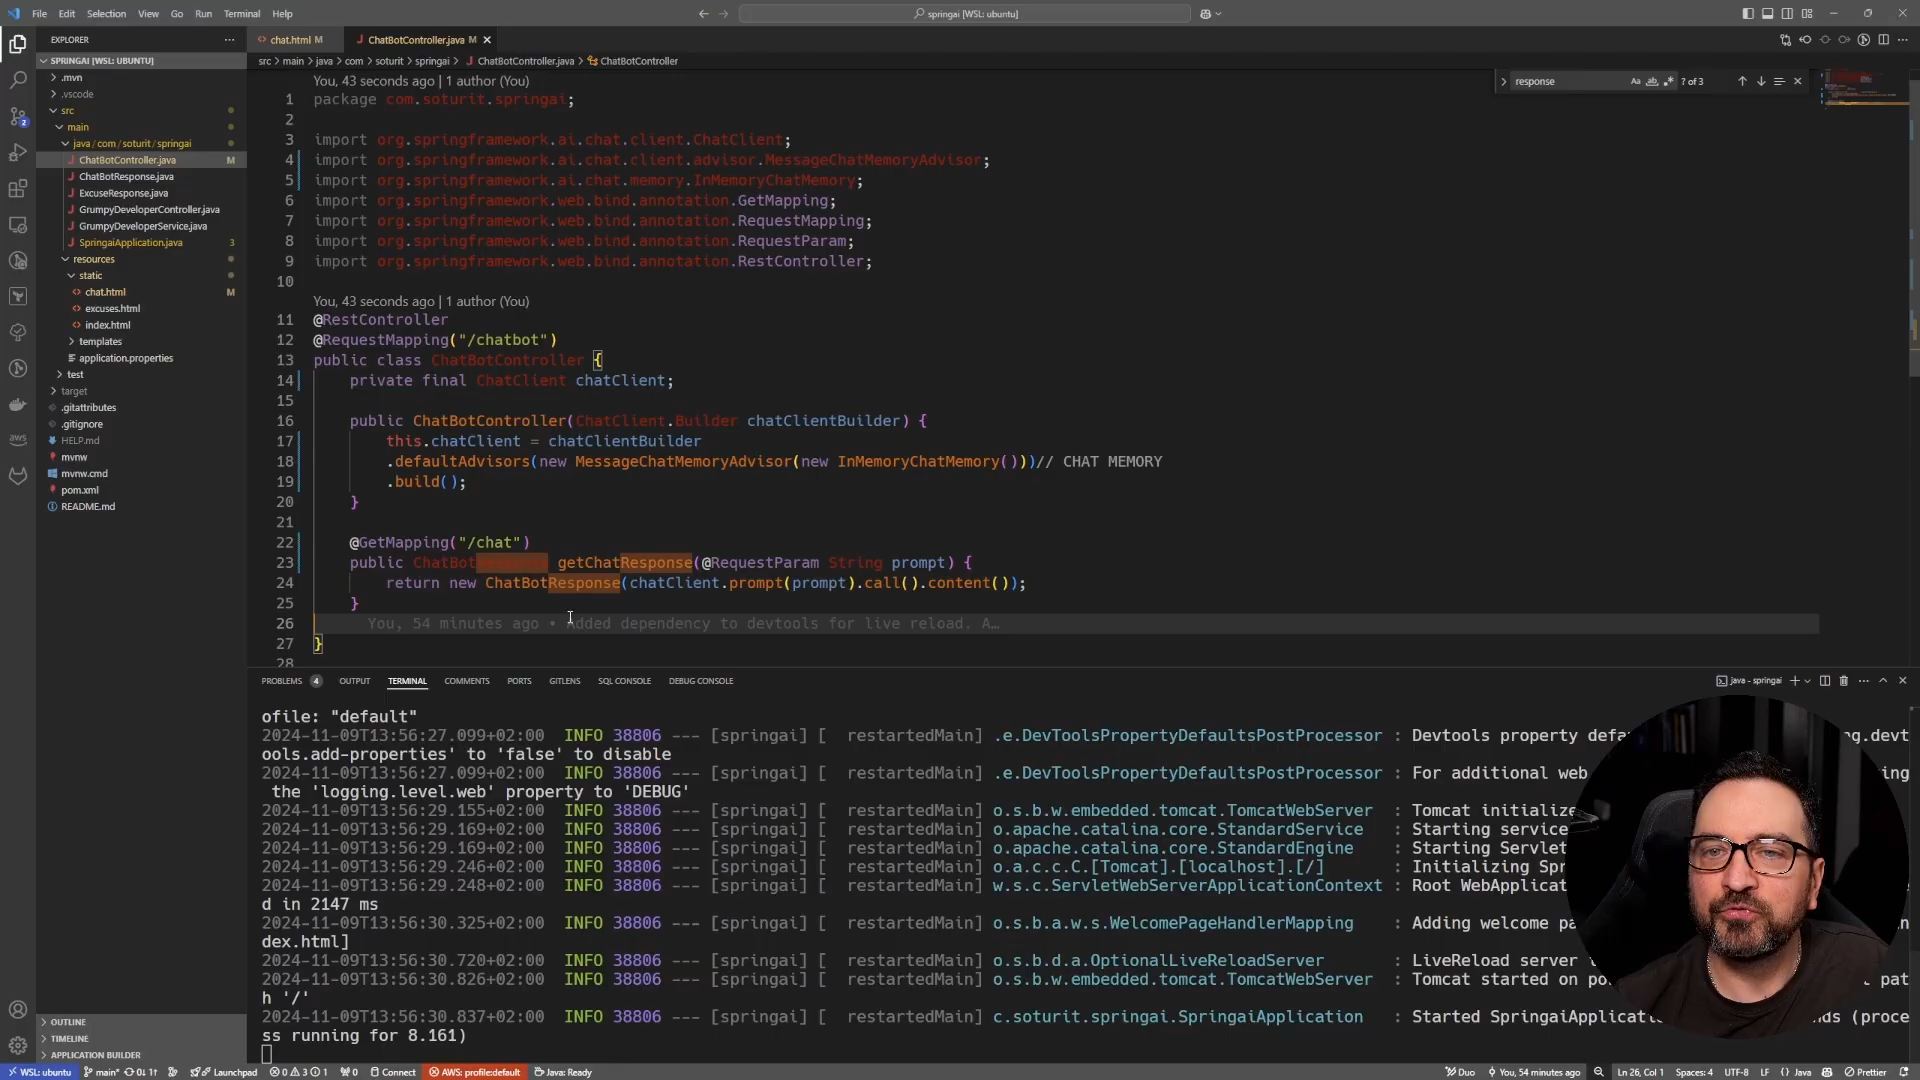 File Edit Selection View Go Run Terminal Help
springai [WSL: ubuntu]
EXPLORER
SPRINGAI [WSL: UBUNTU]
.mvn
.vscode
src
main
java / com / soturit / springai
ChatBotController.java M
ChatBotResponse.java
ExcuseResponse.java
GrumpyDeveloperController.java
GrumpyDeveloperService.java
SpringaiApplication.java 3
resources
static
chat.html M
excuses.html
index.html
templates
application.properties
test
target
.gitattributes
.gitignore
HELP.md
mvnw
mvnw.cmd
pom.xml
README.md
OUTLINE
TIMELINE
APPLICATION BUILDER
chat.html M
ChatBotController.java M
src > main > java > com > soturit > springai > ChatBotController.java > ChatBotController
response
Aa
ab
? of 3
You, 43 seconds ago | 1 author (You)
1 package com.soturit.springai;
2
3 import org.springframework.ai.chat.client.ChatClient;
4 import org.springframework.ai.chat.client.advisor.MessageChatMemoryAdvisor;
5 import org.springframework.ai.chat.memory.InMemoryChatMemory;
6 import org.springframework.web.bind.annotation.GetMapping;
7 import org.springframework.web.bind.annotation.RequestMapping;
8 import org.springframework.web.bind.annotation.RequestParam;
9 import org.springframework.web.bind.annotation.RestController;
10
You, 43 seconds ago | 1 author (You)
11 @RestController
12 @RequestMapping("/chatbot")
13 public class ChatBotController {
14 private final ChatClient chatClient;
15
16 public ChatBotController(ChatClient.Builder chatClientBuilder) {
17 this.chatClient = chatClientBuilder
18 .defaultAdvisors(new MessageChatMemoryAdvisor(new InMemoryChatMemory()))// CHAT MEMORY
19 .build();
20 }
21
22 @GetMapping("/chat")
23 public ChatBotResponse getChatResponse(@RequestParam String prompt) {
24 return new ChatBotResponse(chatClient.prompt(prompt).call().content());
25 }
26 You, 54 minutes ago • Added dependency to devtools for live reload. A…
27 }
28
PROBLEMS 4 OUTPUT TERMINAL COMMENTS PORTS GITLENS SQL CONSOLE DEBUG CONSOLE
java - springai
ofile: "default"
2024-11-09T13:56:27.099+02:00 INFO 38806 --- [springai] [ restartedMain] .e.DevToolsPropertyDefaultsPostProcessor : Devtools property defa ng.devt
ools.add-properties' to 'false' to disable
2024-11-09T13:56:27.099+02:00 INFO 38806 --- [springai] [ restartedMain] .e.DevToolsPropertyDefaultsPostProcessor : For additional web ing
the 'logging.level.web' property to 'DEBUG'
2024-11-09T13:56:29.155+02:00 INFO 38806 --- [springai] [ restartedMain] o.s.b.w.embedded.tomcat.TomcatWebServer : Tomcat initialize
2024-11-09T13:56:29.169+02:00 INFO 38806 --- [springai] [ restartedMain] o.apache.catalina.core.StandardService : Starting service
2024-11-09T13:56:29.169+02:00 INFO 38806 --- [springai] [ restartedMain] o.apache.catalina.core.StandardEngine : Starting Servlet
2024-11-09T13:56:29.246+02:00 INFO 38806 --- [springai] [ restartedMain] o.a.c.c.C.[Tomcat].[localhost].[/] : Initializing Spr
2024-11-09T13:56:29.248+02:00 INFO 38806 --- [springai] [ restartedMain] w.s.c.ServletWebServerApplicationContext : Root WebApplicat
d in 2147 ms
2024-11-09T13:56:30.325+02:00 INFO 38806 --- [springai] [ restartedMain] o.s.b.a.w.s.WelcomePageHandlerMapping : Adding welcome pa in
dex.html]
2024-11-09T13:56:30.720+02:00 INFO 38806 --- [springai] [ restartedMain] o.s.b.d.a.OptionalLiveReloadServer : LiveReload server
2024-11-09T13:56:30.826+02:00 INFO 38806 --- [springai] [ restartedMain] o.s.b.w.embedded.tomcat.TomcatWebServer : Tomcat started on po pat
h '/'
2024-11-09T13:56:30.837+02:00 INFO 38806 --- [springai] [ restartedMain] c.soturit.springai.SpringaiApplication : Started SpringaiApplicat nds (proce
ss running for 8.161)
WSL: ubuntu main* 0↓ 1↑ Launchpad 0 3 1 0 Connect AWS: profile:default Java: Ready Duo You, 54 minutes ago Ln 26, Col 1 Spaces: 4 UTF-8 LF {} Java Prettier